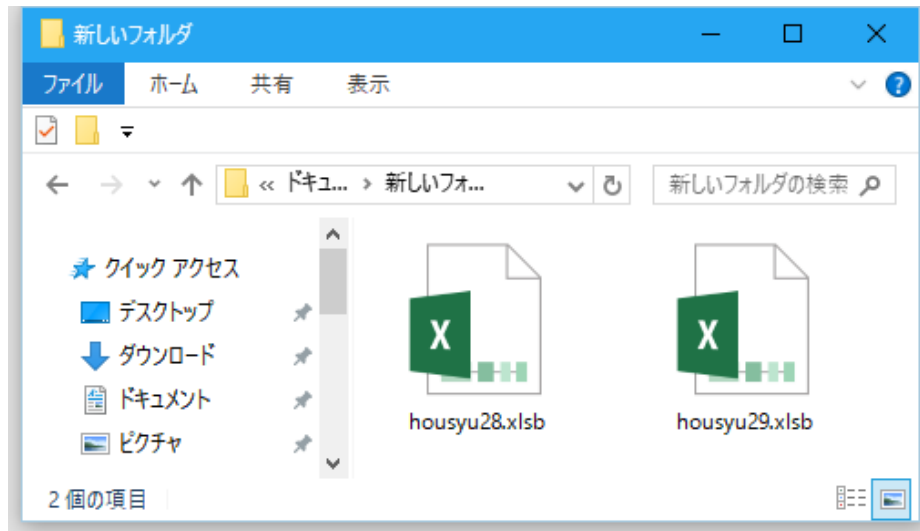 新しいフォルダ
ファイル ホーム 共有 表示
« ドキュ... › 新しいフォ...
新しいフォルダの検索
クイック アクセス
デスクトップ
ダウンロード
ドキュメント
ピクチャ
housyu28.xlsb
housyu29.xlsb
2 個の項目